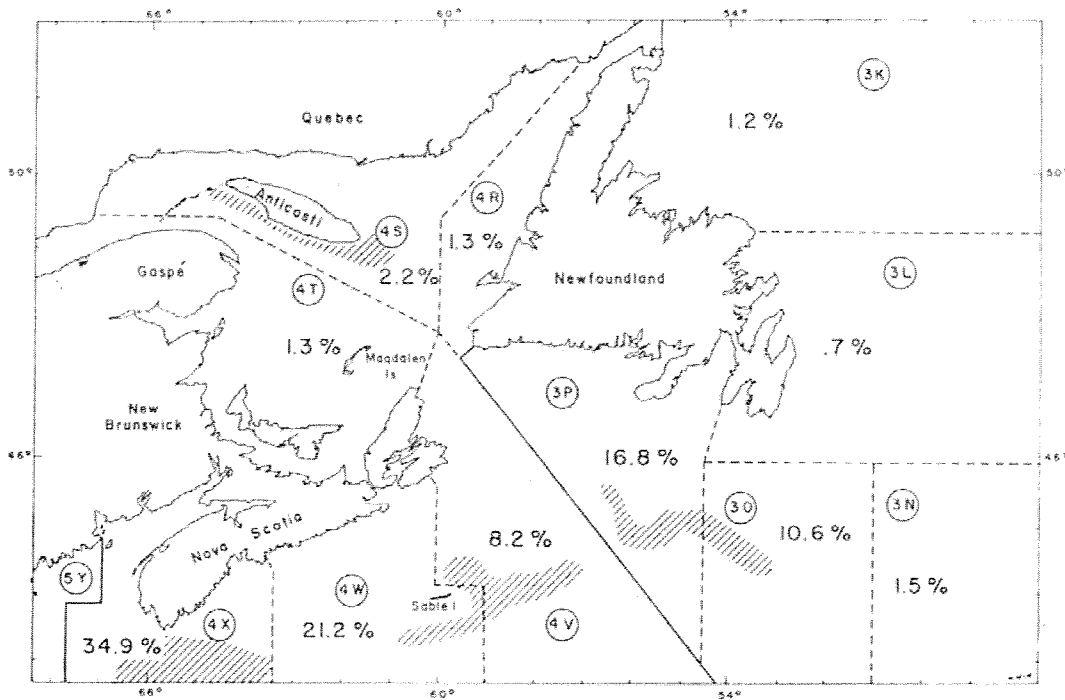 66°
60°
54°
3K
Quebec
1.2 %
50°
50°
Anticosti
4R
4S
1.3 %
3L
Gaspé
2.2 %
Newfoundland
4T
1.3 %
.7 %
Magdalen
Is.
3P
New
Brunswick
16.8 %
46°
46°
3O
3N
Nova Scotia
8.2 %
10.6 %
5Y
4W
1.5 %
Sable I.
4X
21.2 %
4V
34.9 %
66°
60°
54°